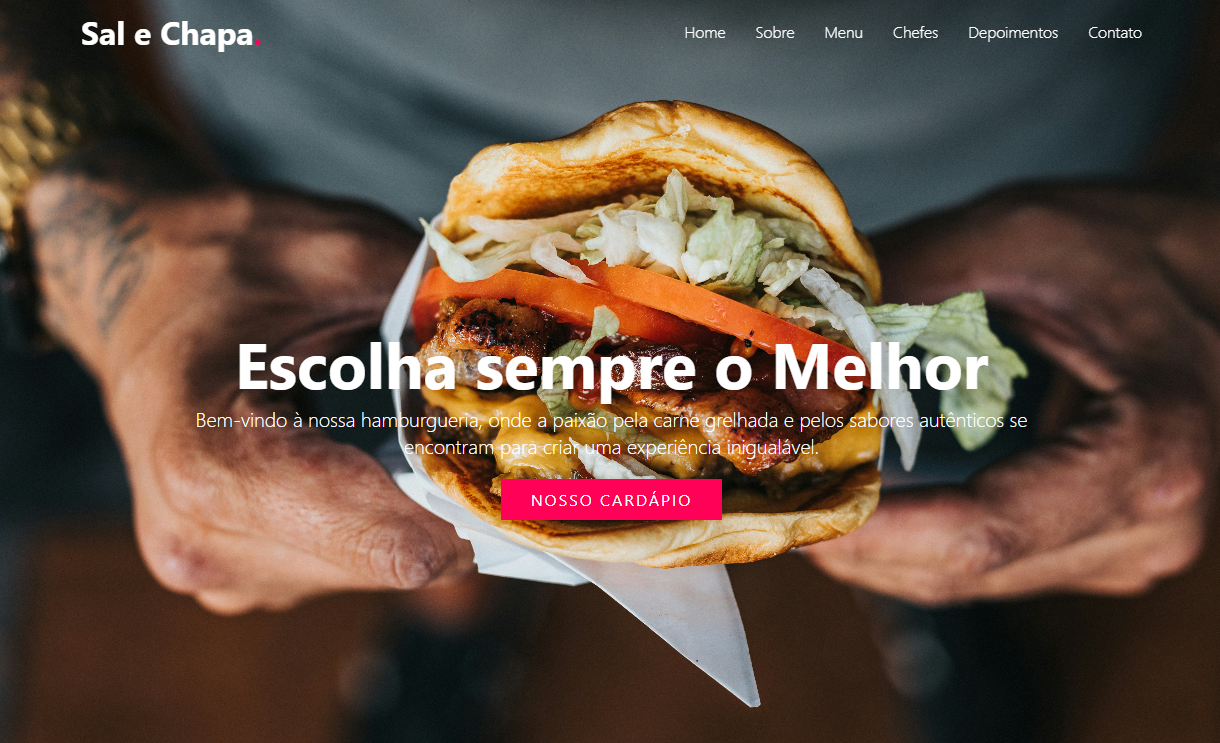 Sal e Chapa.
Home Sobre Menu Chefes Depoimentos Contato
Escolha sempre o Melhor
Bem-vindo à nossa hamburgueria, onde a paixão pela carne grelhada e pelos sabores autênticos se
encontram para criar uma experiência inigualável.
NOSSO CARDÁPIO